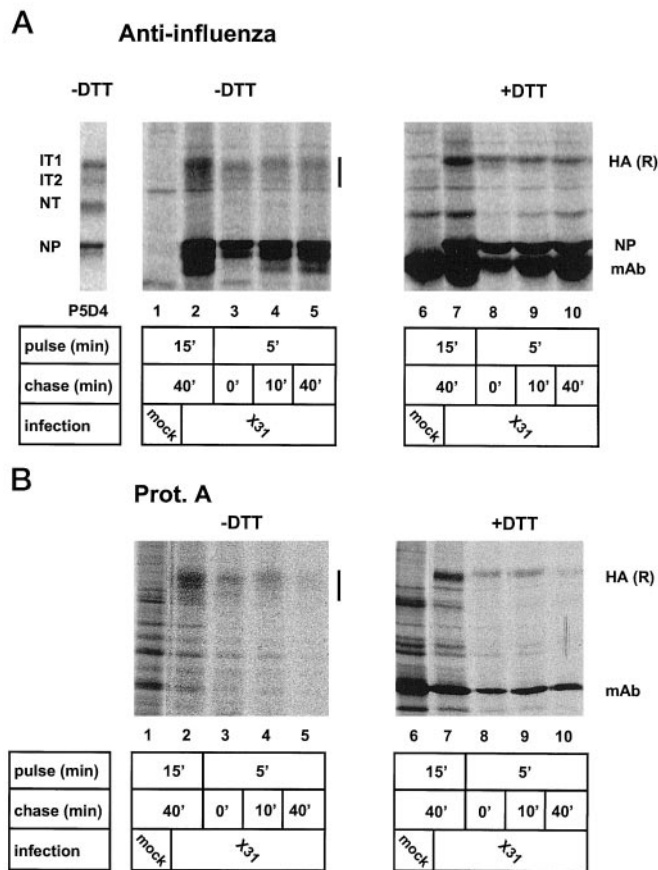 A
Anti-influenza
-DTT -DTT +DTT
IT1
IT2
NT
NP
HA (R)
NP
mAb
P5D4 1 2 3 4 5 6 7 8 9 10
pulse (min) 15' 5' 15' 5'
chase (min) 40' 0' 10' 40' 40' 0' 10' 40'
infection mock X31 mock X31
B
Prot. A
-DTT +DTT
HA (R)
mAb
1 2 3 4 5 6 7 8 9 10
pulse (min) 15' 5' 15' 5'
chase (min) 40' 0' 10' 40' 40' 0' 10' 40'
infection mock X31 mock X31